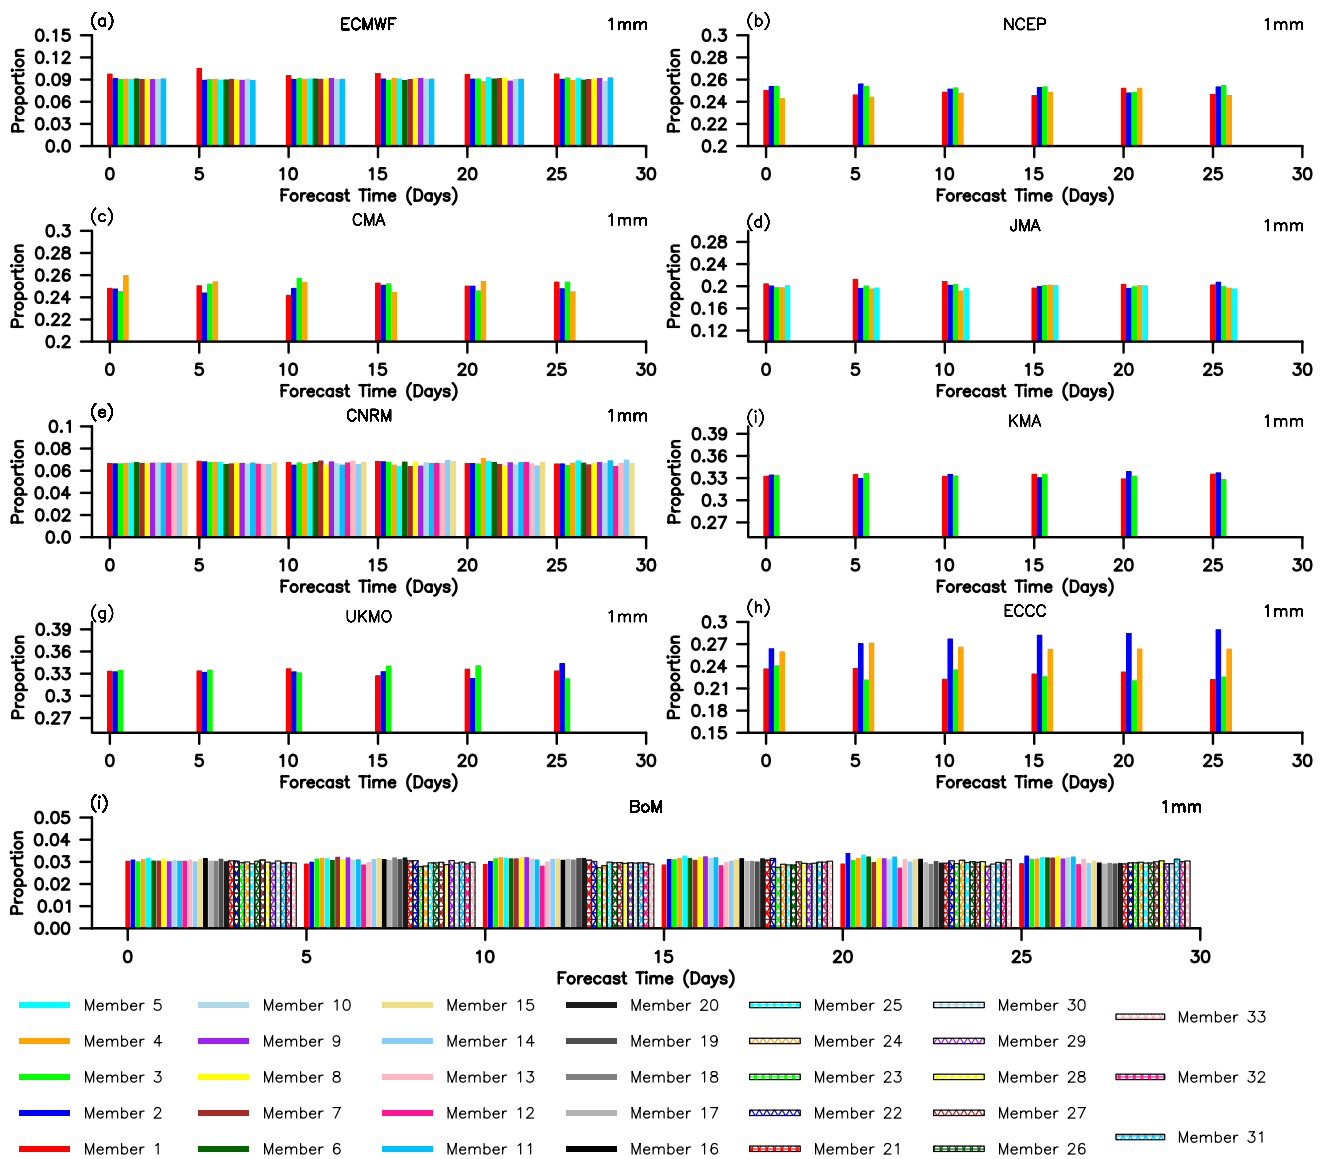 (a) ECMWF 1mm
0.15
0.12
0.09
0.06
0.03
0.0
Proportion
0 5 10 15 20 25 30
Forecast Time (Days)
(b) NCEP 1mm
0.3
0.28
0.26
0.24
0.22
0.2
Proportion
0 5 10 15 20 25 30
Forecast Time (Days)
(c) CMA 1mm
0.3
0.28
0.26
0.24
0.22
0.2
Proportion
0 5 10 15 20 25 30
Forecast Time (Days)
(d) JMA 1mm
0.28
0.24
0.2
0.16
0.12
Proportion
0 5 10 15 20 25 30
Forecast Time (Days)
(e) CNRM 1mm
0.1
0.08
0.06
0.04
0.02
0.0
Proportion
0 5 10 15 20 25 30
Forecast Time (Days)
(i) KMA 1mm
0.39
0.36
0.33
0.3
0.27
Proportion
0 5 10 15 20 25 30
Forecast Time (Days)
(g) UKMO 1mm
0.39
0.36
0.33
0.3
0.27
Proportion
0 5 10 15 20 25 30
Forecast Time (Days)
(h) ECCC 1mm
0.3
0.27
0.24
0.21
0.18
0.15
Proportion
0 5 10 15 20 25 30
Forecast Time (Days)
(i) BoM 1mm
0.05
0.04
0.03
0.02
0.01
0.00
Proportion
0 5 10 15 20 25 30
Forecast Time (Days)
Member 5
Member 4
Member 3
Member 2
Member 1
Member 10
Member 9
Member 8
Member 7
Member 6
Member 15
Member 14
Member 13
Member 12
Member 11
Member 20
Member 19
Member 18
Member 17
Member 16
Member 25
Member 24
Member 23
Member 22
Member 21
Member 30
Member 29
Member 28
Member 27
Member 26
Member 33
Member 32
Member 31